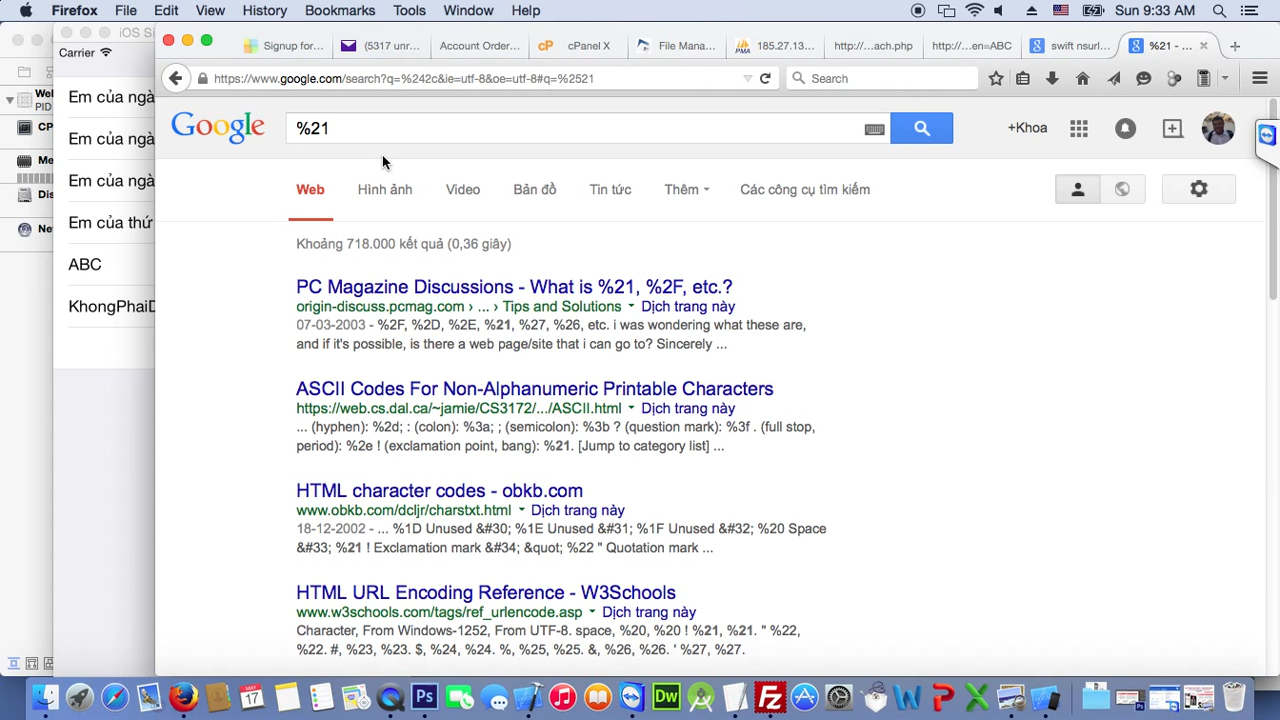 Firefox File Edit View History Bookmarks Tools Window Help Sun 9:33 AM
iOS Si
Signup for... (5317 unr... Account Order... cPanel X File Mana... 185.27.13... http://...ach.php http://...en=ABC swift nsurl... %21 - ...
https://www.google.com/search?q=%242c&ie=utf-8&oe=utf-8#q=%2521 Search
Carrier
We
PID
CP
Me
Dis
Ne
Em của ngà
Em của ngà
Em của ngà
Em của thứ
ABC
KhongPhaiD
Google %21 +Khoa
Web Hình ảnh Video Bản đồ Tin tức Thêm Các công cụ tìm kiếm
Khoảng 718.000 kết quả (0,36 giây)
PC Magazine Discussions - What is %21, %2F, etc.?
origin-discuss.pcmag.com › ... › Tips and Solutions Dịch trang này
07-03-2003 - %2F, %2D, %2E, %21, %27, %26, etc. i was wondering what these are,
and if it's possible, is there a web page/site that i can go to? Sincerely ...
ASCII Codes For Non-Alphanumeric Printable Characters
https://web.cs.dal.ca/~jamie/CS3172/.../ASCII.html Dịch trang này
... (hyphen): %2d; : (colon): %3a; ; (semicolon): %3b ? (question mark): %3f . (full stop,
period): %2e ! (exclamation point, bang): %21. [Jump to category list] ...
HTML character codes - obkb.com
www.obkb.com/dcljr/charstxt.html Dịch trang này
18-12-2002 - ... %1D Unused &#30; %1E Unused &#31; %1F Unused &#32; %20 Space
&#33; %21 ! Exclamation mark &#34; &quot; %22 " Quotation mark ...
HTML URL Encoding Reference - W3Schools
www.w3schools.com/tags/ref_urlencode.asp Dịch trang này
Character, From Windows-1252, From UTF-8. space, %20, %20 ! %21, %21. " %22,
%22. #, %23, %23. $, %24, %24. %, %25, %25. &, %26, %26. ' %27, %27.
MAY
17
Ps
Dw
Fz
W
P
X